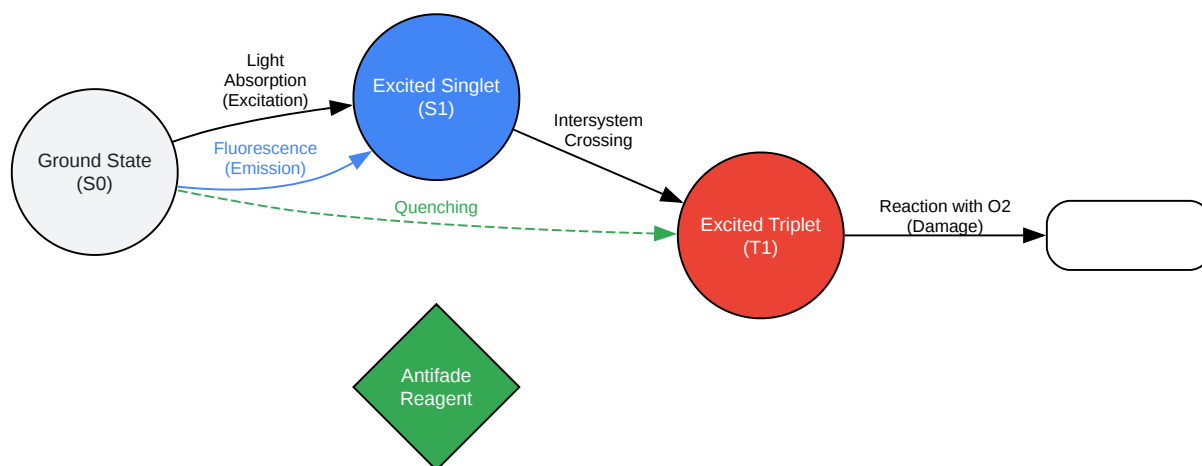 Light
Absorption
(Excitation)
Excited Singlet
(S1)
Intersystem
Crossing
Ground State
(S0)
Fluorescence
(Emission)
Quenching
Excited Triplet
(T1)
Reaction with O2
(Damage)
Antifade
Reagent